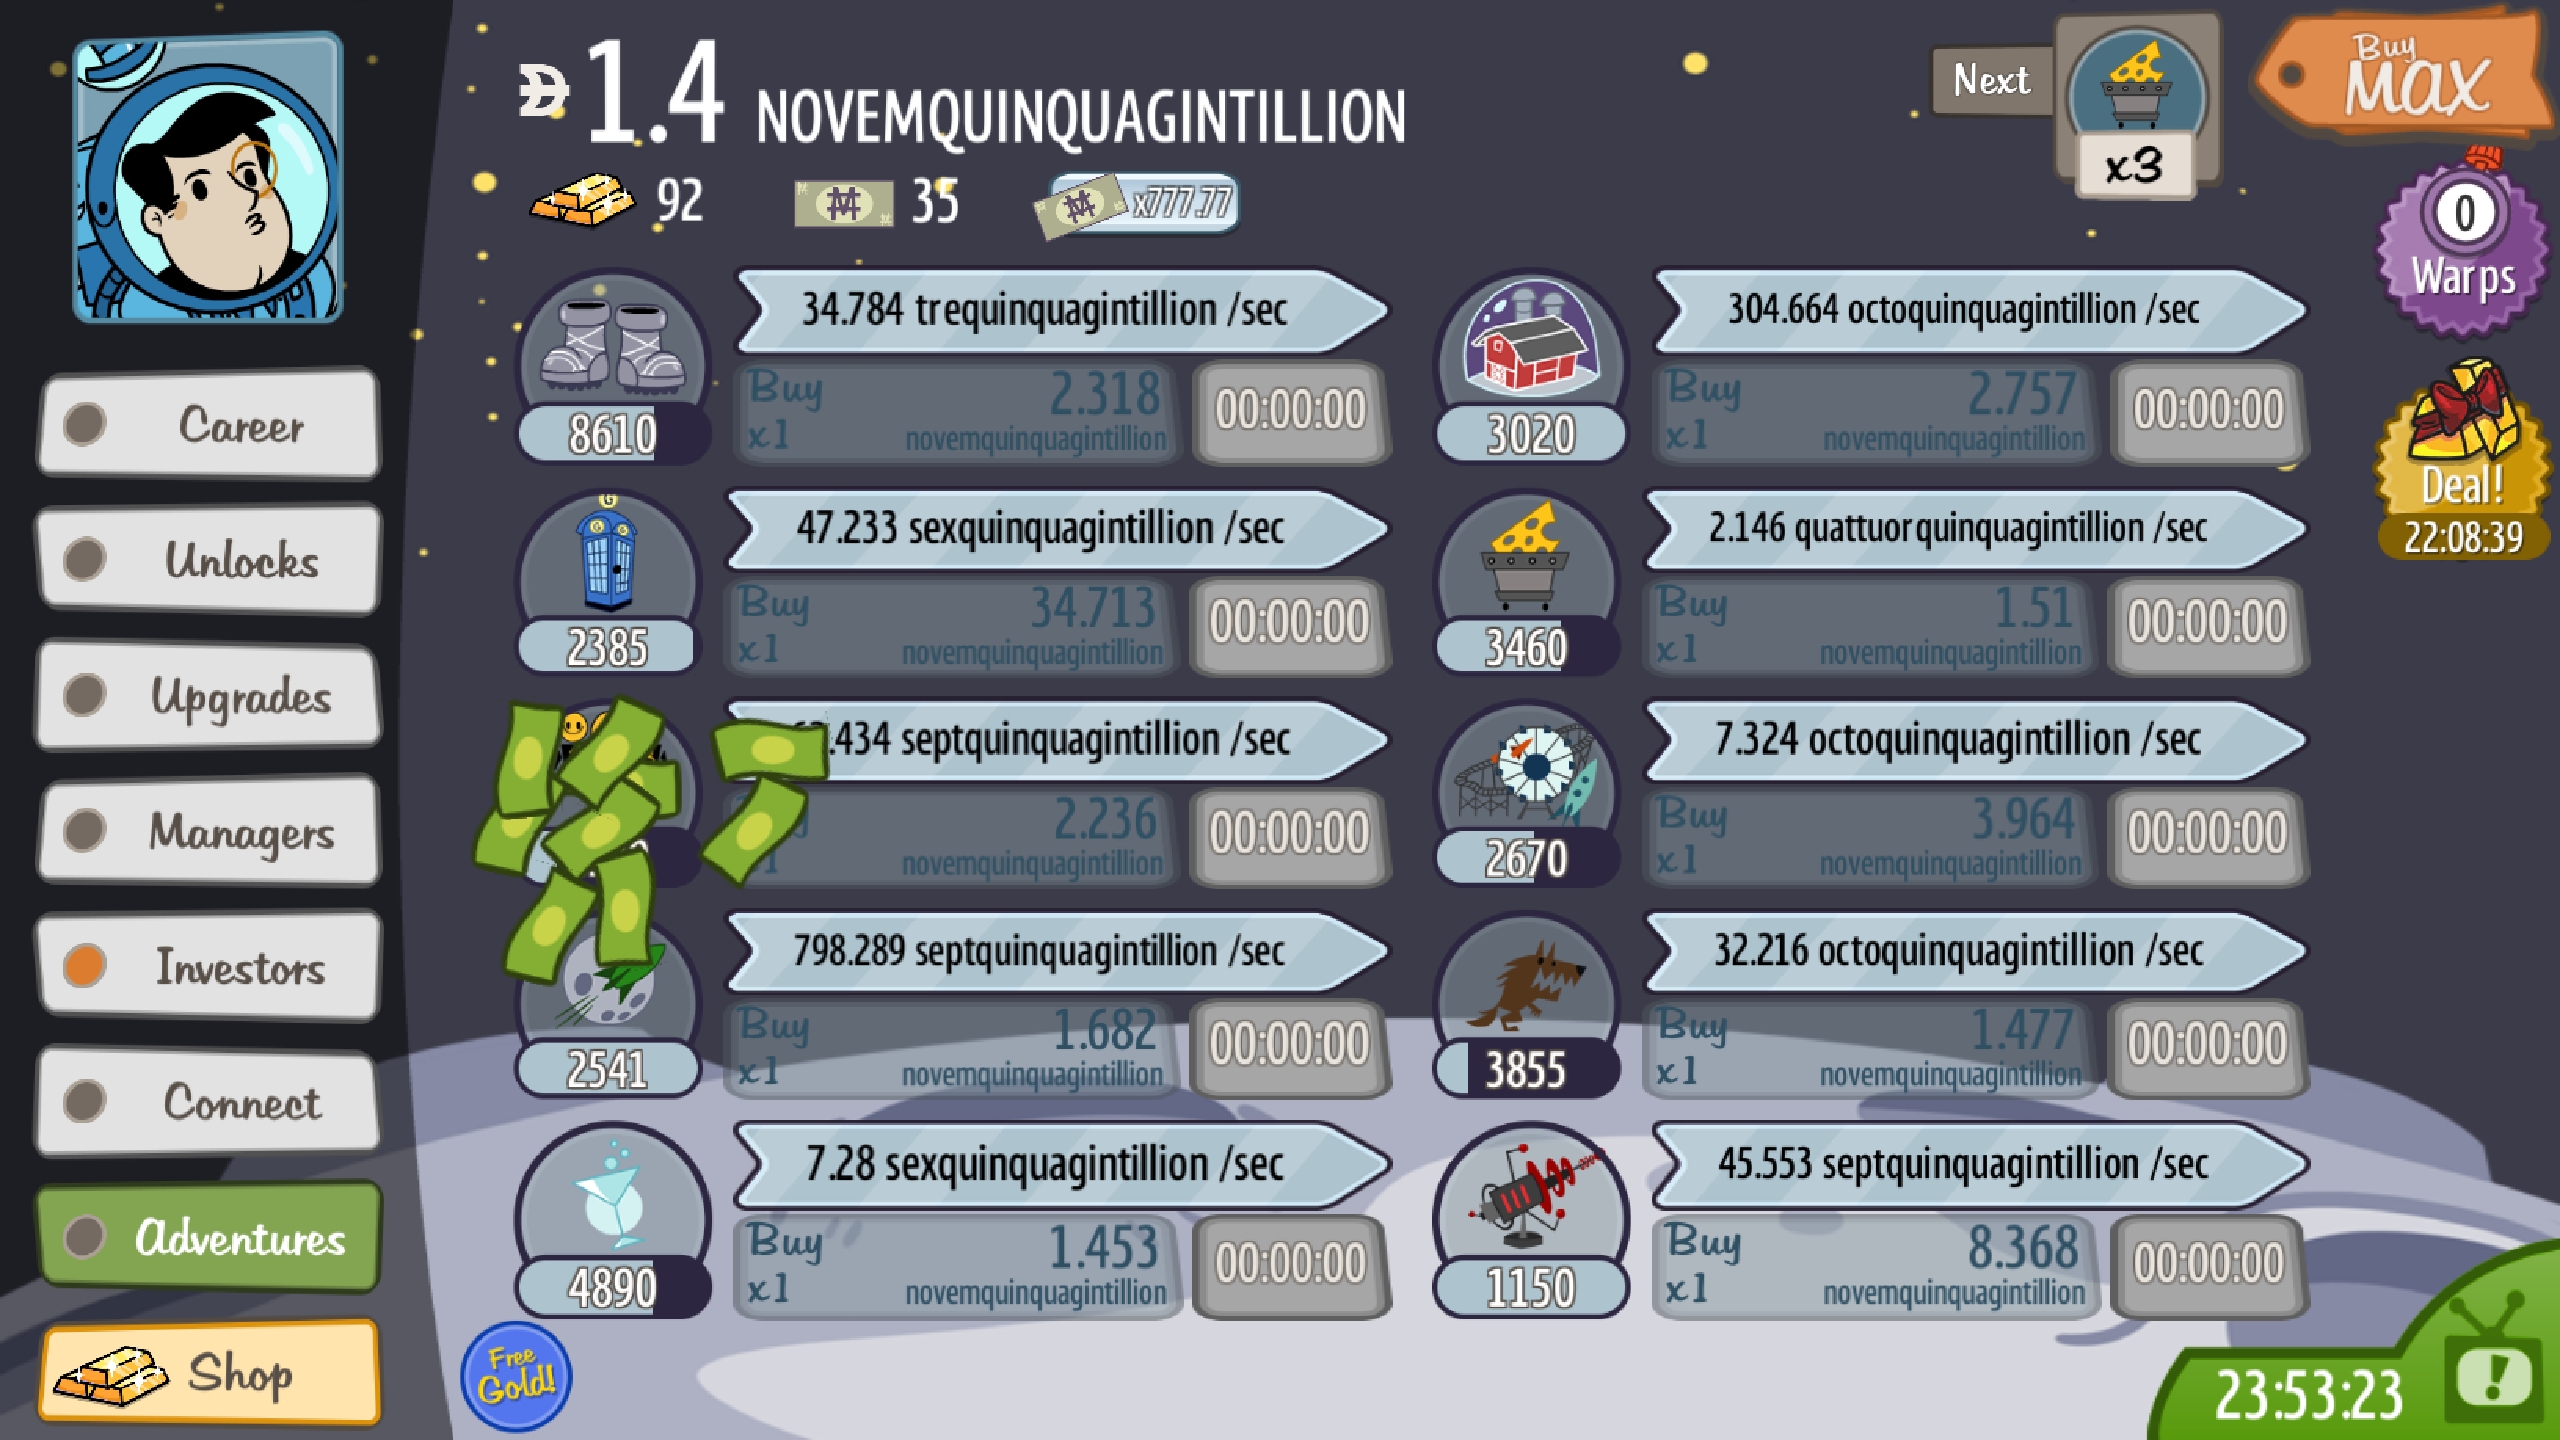 1.4 NOVEMQUINQUAGINTILLION
92
35
x777.77
Next
x3
Buy
MAX
0
Warps
Deal!
22:08:39
Career
Unlocks
Upgrades
Managers
Investors
Connect
Adventures
Shop
34.784 trequinquagintillion /sec
8610
Buy
x1
2.318
novemquinquagintillion
00:00:00
304.664 octoquinquagintillion /sec
3020
Buy
x1
2.757
novemquinquagintillion
00:00:00
47.233 sexquinquagintillion /sec
2385
Buy
x1
34.713
novemquinquagintillion
00:00:00
2.146 quattuorquinquagintillion /sec
3460
Buy
x1
1.51
novemquinquagintillion
00:00:00
septquinquagintillion /sec
2.236
novemquinquagintillion
00:00:00
7.324 octoquinquagintillion /sec
2670
Buy
x1
3.964
novemquinquagintillion
00:00:00
798.289 septquinquagintillion /sec
2541
Buy
x1
1.682
novemquinquagintillion
00:00:00
32.216 octoquinquagintillion /sec
3855
Buy
x1
1.477
novemquinquagintillion
00:00:00
7.28 sexquinquagintillion /sec
4890
Buy
x1
1.453
novemquinquagintillion
00:00:00
45.553 septquinquagintillion /sec
1150
Buy
x1
8.368
novemquinquagintillion
00:00:00
Free
Gold!
23:53:23
!